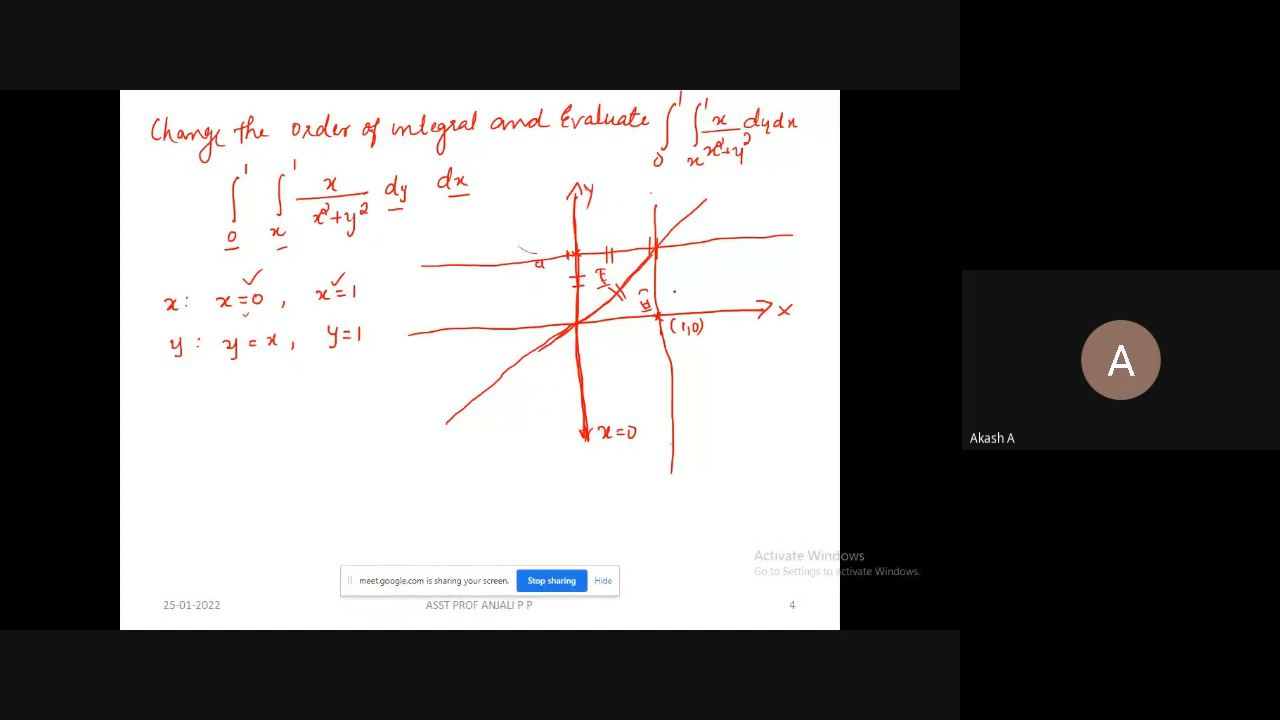 Change the order of integral and Evaluate ∫₀¹ ∫ₓ¹ x/(x²+y²) dy dx
∫₀¹ ∫ₓ¹ x/(x²+y²) dy dx
y
x: x=0, x=1
y: y=x, y=1
I
II
(1,0)
x
x=0
A
Akash A
Activate Windows
Go to Settings to activate Windows.
meet.google.com is sharing your screen. Stop sharing Hide
25-01-2022 ASST PROF ANJALI P P 4